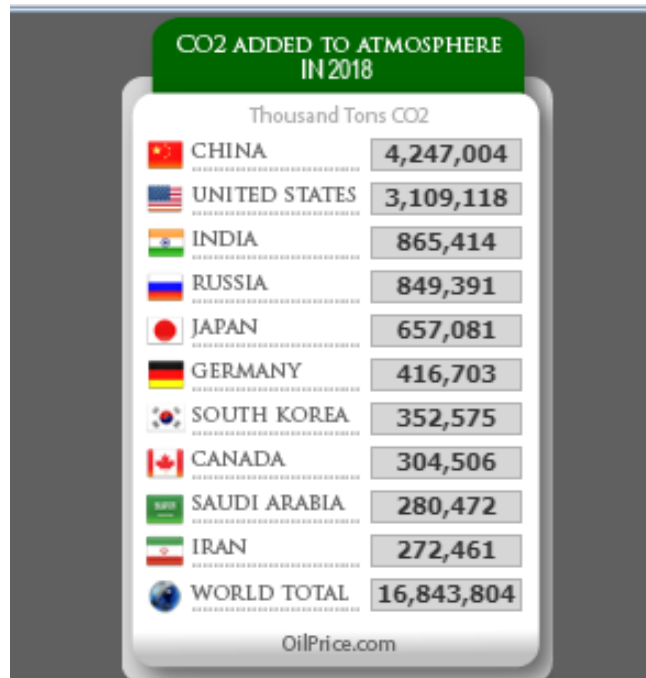 CO2 ADDED TO ATMOSPHERE
IN 2018
Thousand Tons CO2
CHINA 4,247,004
UNITED STATES 3,109,118
INDIA 865,414
RUSSIA 849,391
JAPAN 657,081
GERMANY 416,703
SOUTH KOREA 352,575
CANADA 304,506
SAUDI ARABIA 280,472
IRAN 272,461
WORLD TOTAL 16,843,804
OilPrice.com